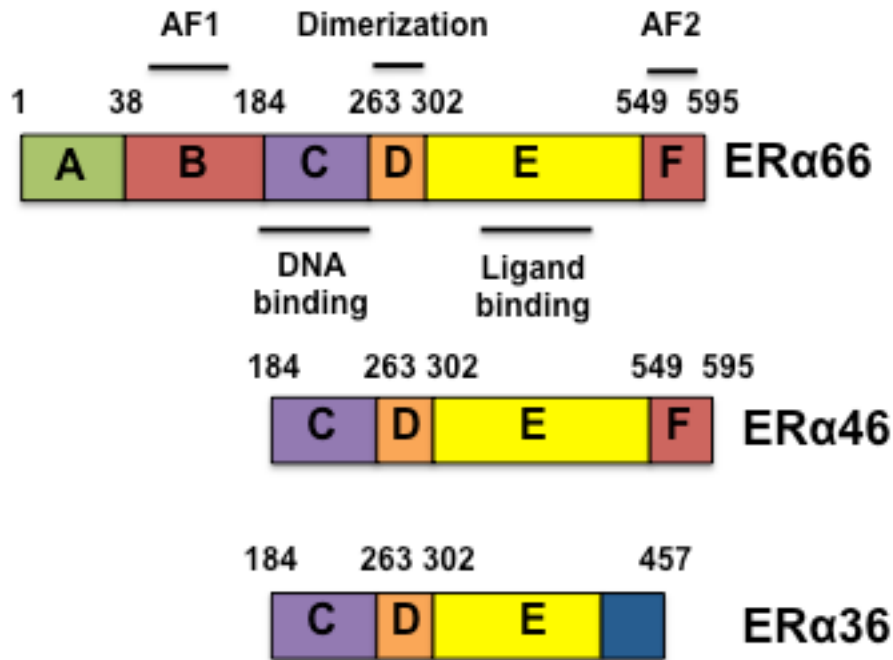 AF1 Dimerization AF2
1 38 184 263 302 549 595
A B C D E F ERα66
DNA binding
Ligand binding
184 263 302 549 595
C D E F ERα46
184 263 302 457
C D E ERα36